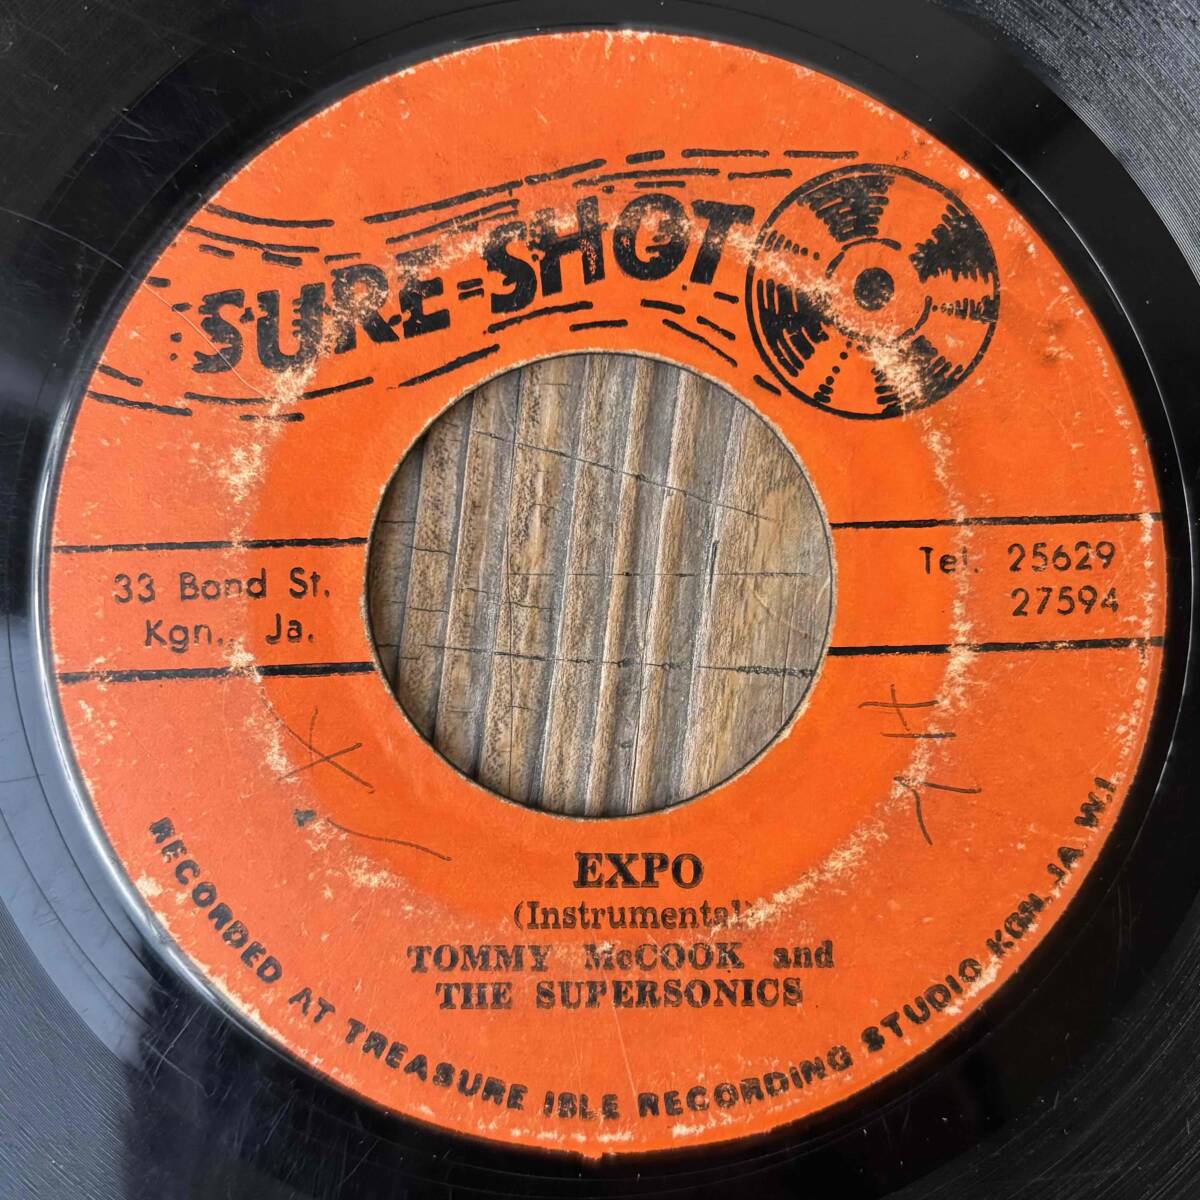 SURE-SHOT
33 Bond St.
Kgn., Ja.
Tel. 25629
27594
EXPO
(Instrumental)
TOMMY McCOOK and
THE SUPERSONICS
RECORDED AT TREASURE ISLE RECORDING STUDIO KGN. JA. W.I.